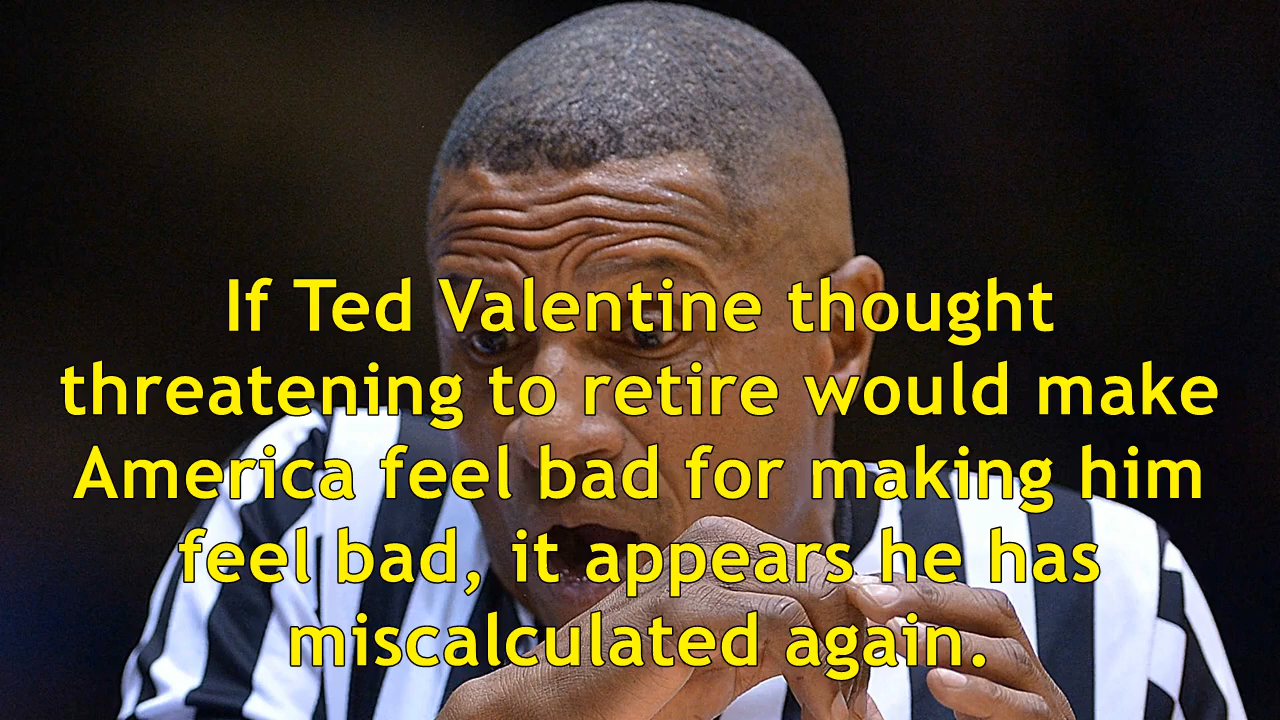 If Ted Valentine thought
threatening to retire would make
America feel bad for making him
feel bad, it appears he has
miscalculated again.